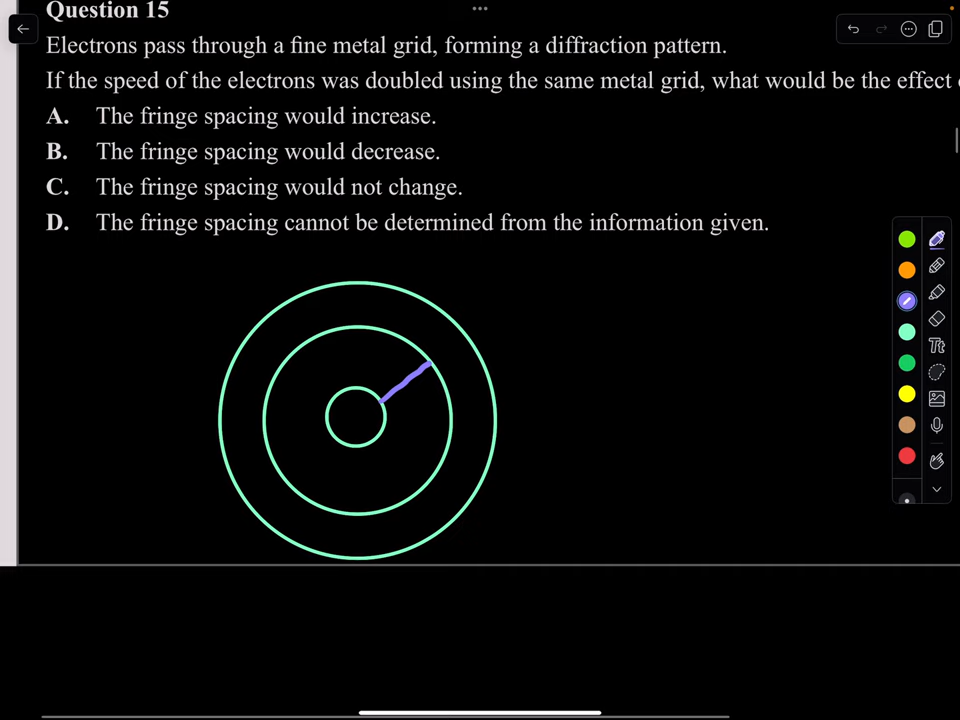 Question 15
Electrons pass through a fine metal grid, forming a diffraction pattern.
If the speed of the electrons was doubled using the same metal grid, what would be the effect
A. The fringe spacing would increase.
B. The fringe spacing would decrease.
C. The fringe spacing would not change.
D. The fringe spacing cannot be determined from the information given.
Tt